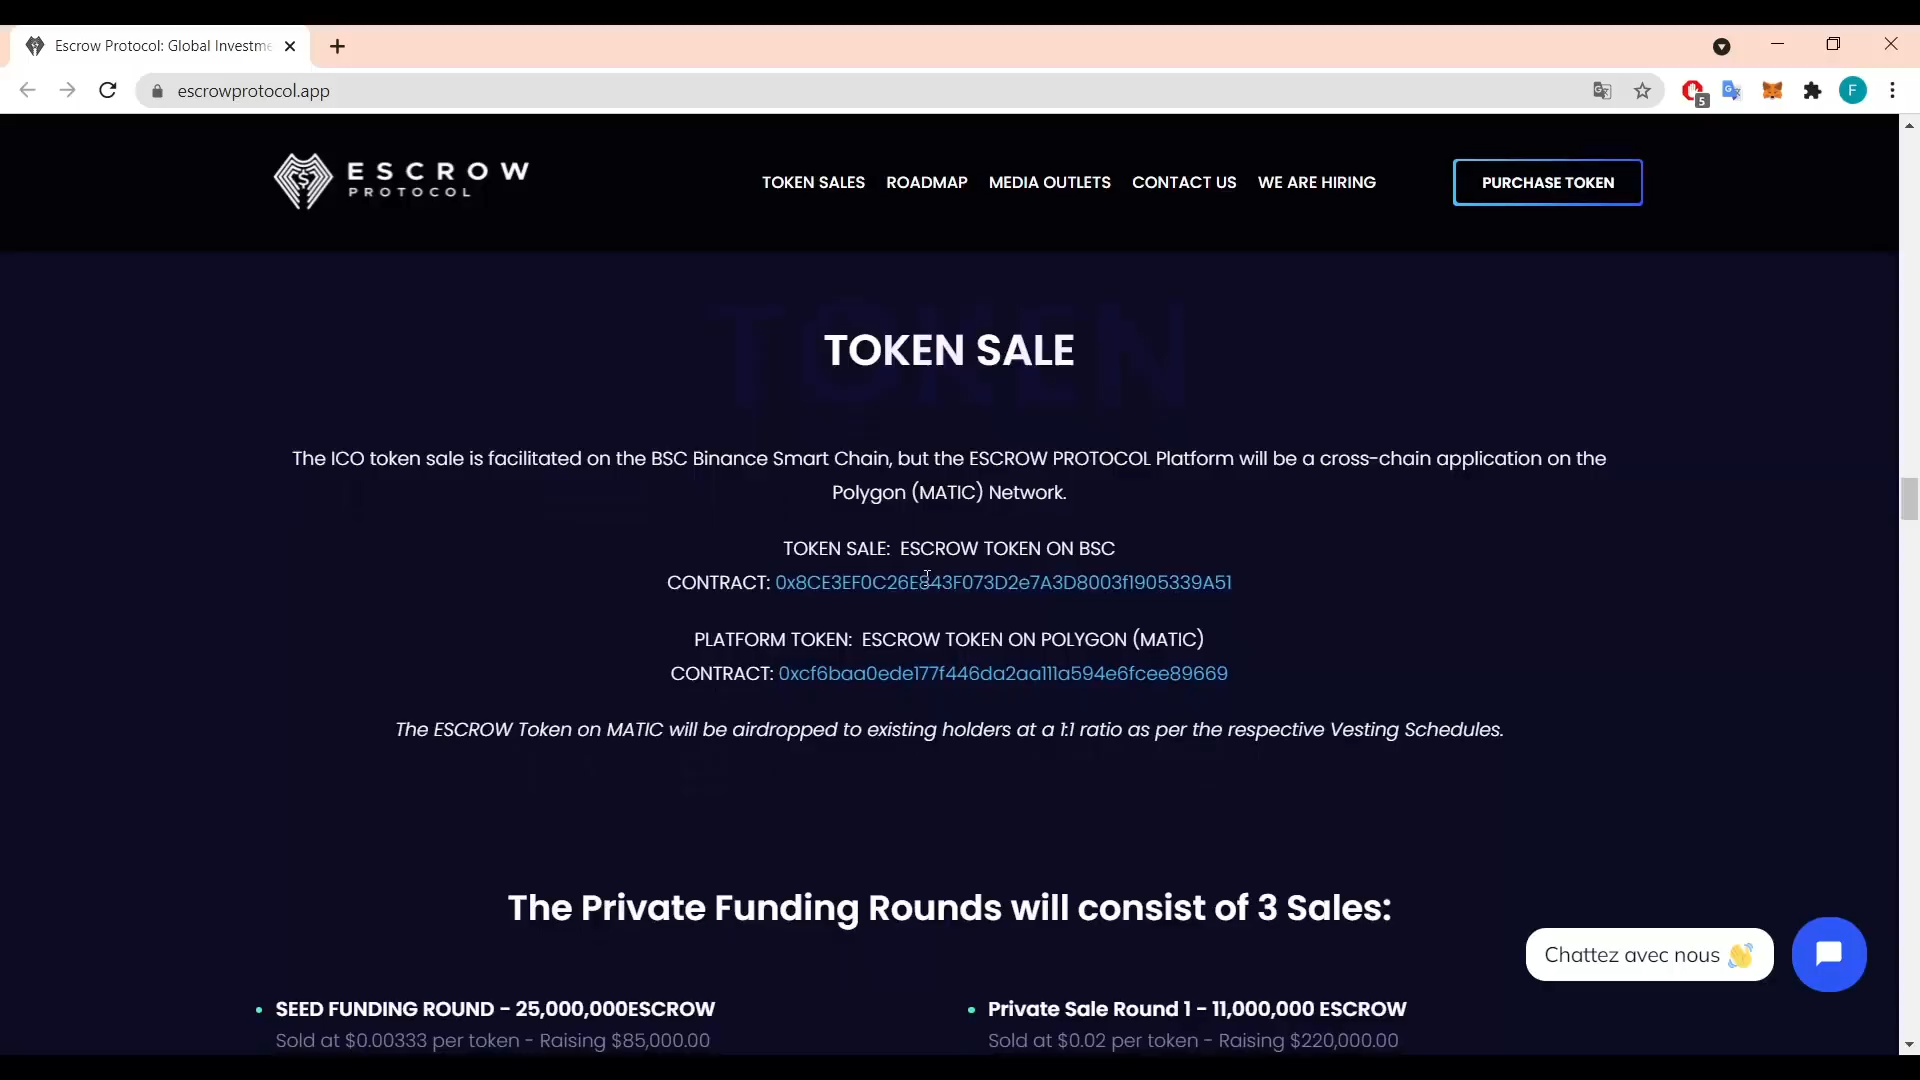 Escrow Protocol: Global Investme
escrowprotocol.app
5
F
ESCROW
PROTOCOL
TOKEN SALES ROADMAP MEDIA OUTLETS CONTACT US WE ARE HIRING
PURCHASE TOKEN
TOKEN
TOKEN SALE
The ICO token sale is facilitated on the BSC Binance Smart Chain, but the ESCROW PROTOCOL Platform will be a cross-chain application on the
Polygon (MATIC) Network.
TOKEN SALE: ESCROW TOKEN ON BSC
CONTRACT: 0x8CE3EF0C26E843F073D2e7A3D8003f1905339A51
PLATFORM TOKEN: ESCROW TOKEN ON POLYGON (MATIC)
CONTRACT: 0xcf6baa0ede177f446da2aa111a594e6fcee89669
The ESCROW Token on MATIC will be airdropped to existing holders at a 1:1 ratio as per the respective Vesting Schedules.
The Private Funding Rounds will consist of 3 Sales:
Chattez avec nous 👋
SEED FUNDING ROUND - 25,000,000ESCROW
Sold at $0.00333 per token - Raising $85,000.00
Private Sale Round 1 - 11,000,000 ESCROW
Sold at $0.02 per token - Raising $220,000.00